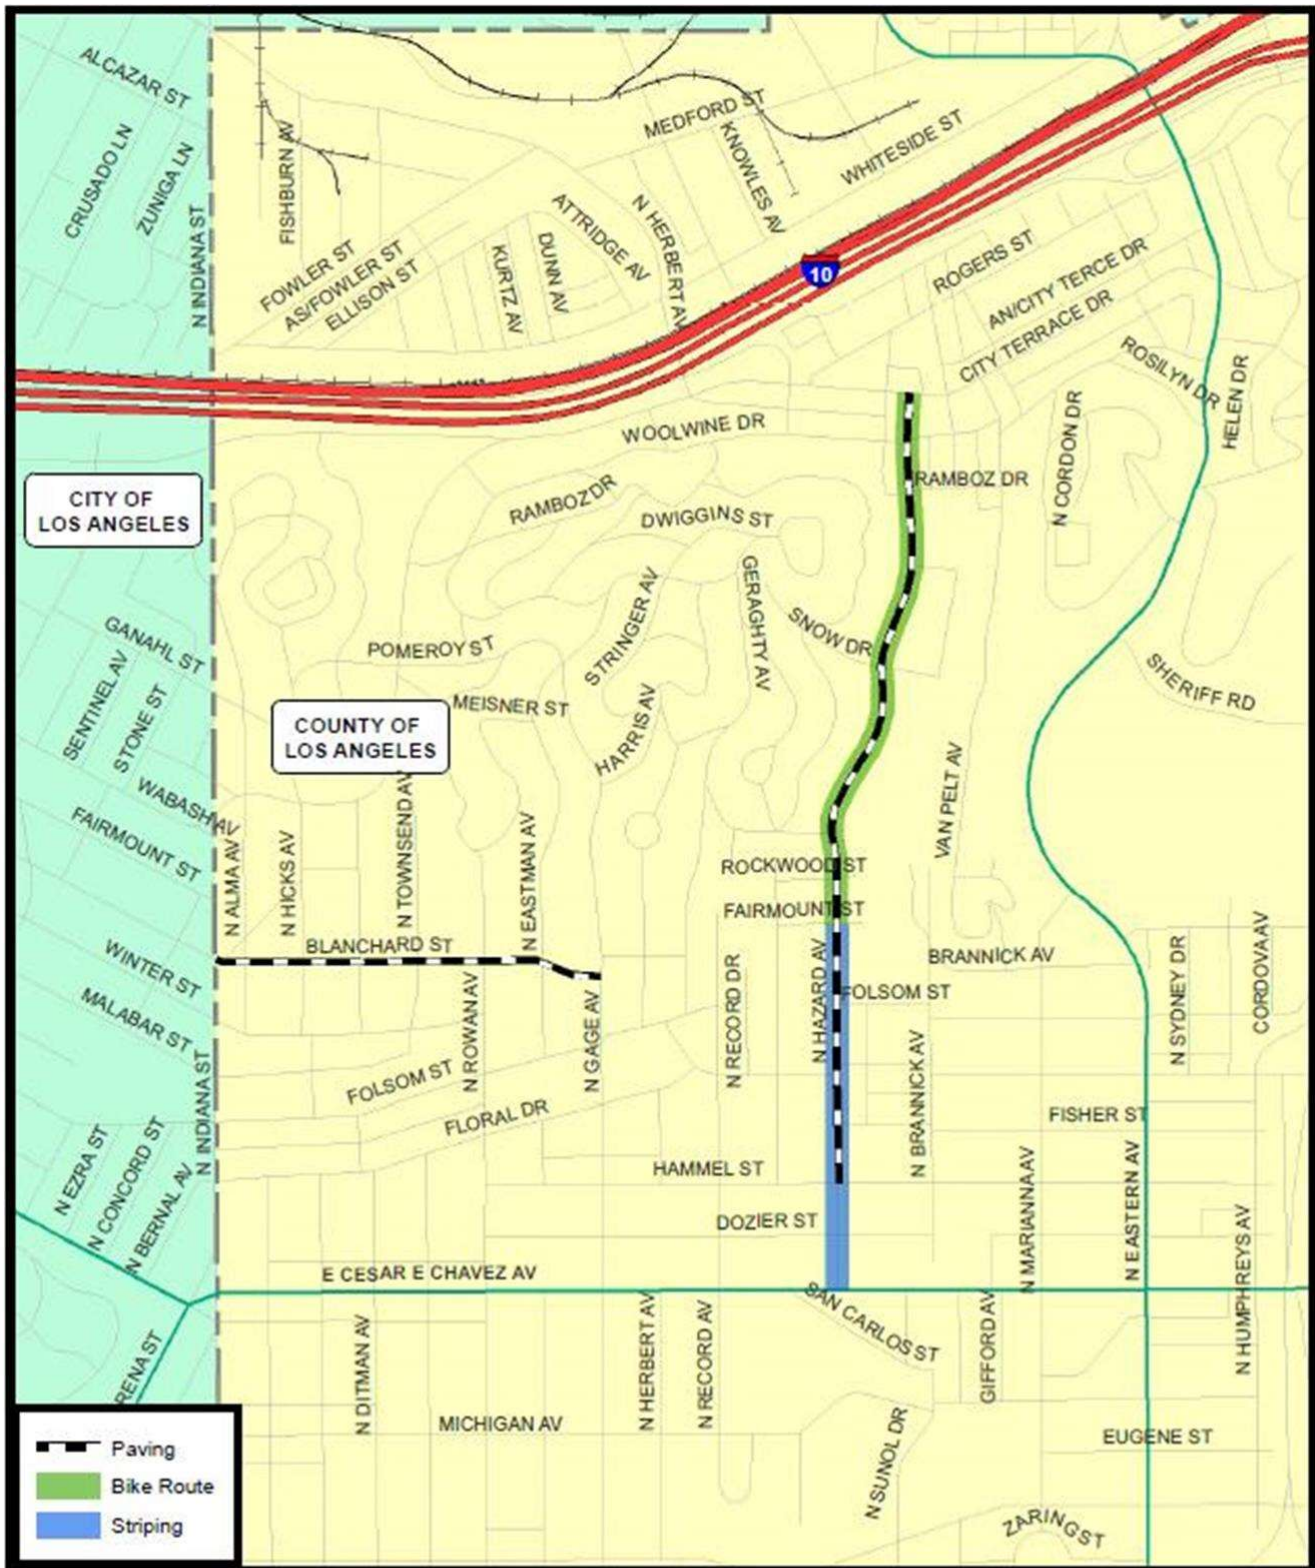 ALCAZAR ST
CRUSADO LN
ZUNIGA LN
N INDIANA ST
FISHBURN AV
MEDFORD ST
KNOWLES AV
WHITESIDE ST
FOWLER ST
AS/FOWLER ST
ELLISON ST
KURTZ AV
DUNN AV
ATTRIDGE AV
N HERBERT AV
10
ROGERS ST
AN/CITY TERCE DR
CITY TERRACE DR
ROSILYN DR
HELEN DR
WOOLWINE DR
N CORDON DR
CITY OF
LOS ANGELES
RAMBOZ DR
RAMBOZ DR
DWIGGINS ST
STRINGER AV
GERAGHTY AV
SNOW DR
GANAHL ST
SENTINEL AV
STONE ST
POMEROY ST
MEISNER ST
HARRIS AV
SHERIFF RD
COUNTY OF
LOS ANGELES
WABASH AV
FAIRMOUNT ST
N ALMA AV
N HICKS AV
N TOWNSEND AV
N EASTMAN AV
VAN PELT AV
ROCKWOOD ST
FAIRMOUNT ST
BLANCHARD ST
WINTER ST
MALABAR ST
N ROWAN AV
N GAGE AV
N RECORD DR
N HAZARD AV
BRANNICK AV
FOLSOM ST
N SYDNEY DR
CORDOVA AV
N INDIANA ST
FOLSOM ST
FLORAL DR
N BRANNICK AV
FISHER ST
N EZRA ST
N CONCORD ST
N BERNAL AV
HAMMEL ST
DOZIER ST
N MARIANNA AV
N EASTERN AV
N HUMPHREYS AV
E CESAR E CHAVEZ AV
SAN CARLOS ST
RENA ST
N DITMAN AV
N HERBERT AV
N RECORD AV
GIFFORD AV
MICHIGAN AV
N SUNOL DR
EUGENE ST
ZARING ST
Paving
Bike Route
Striping